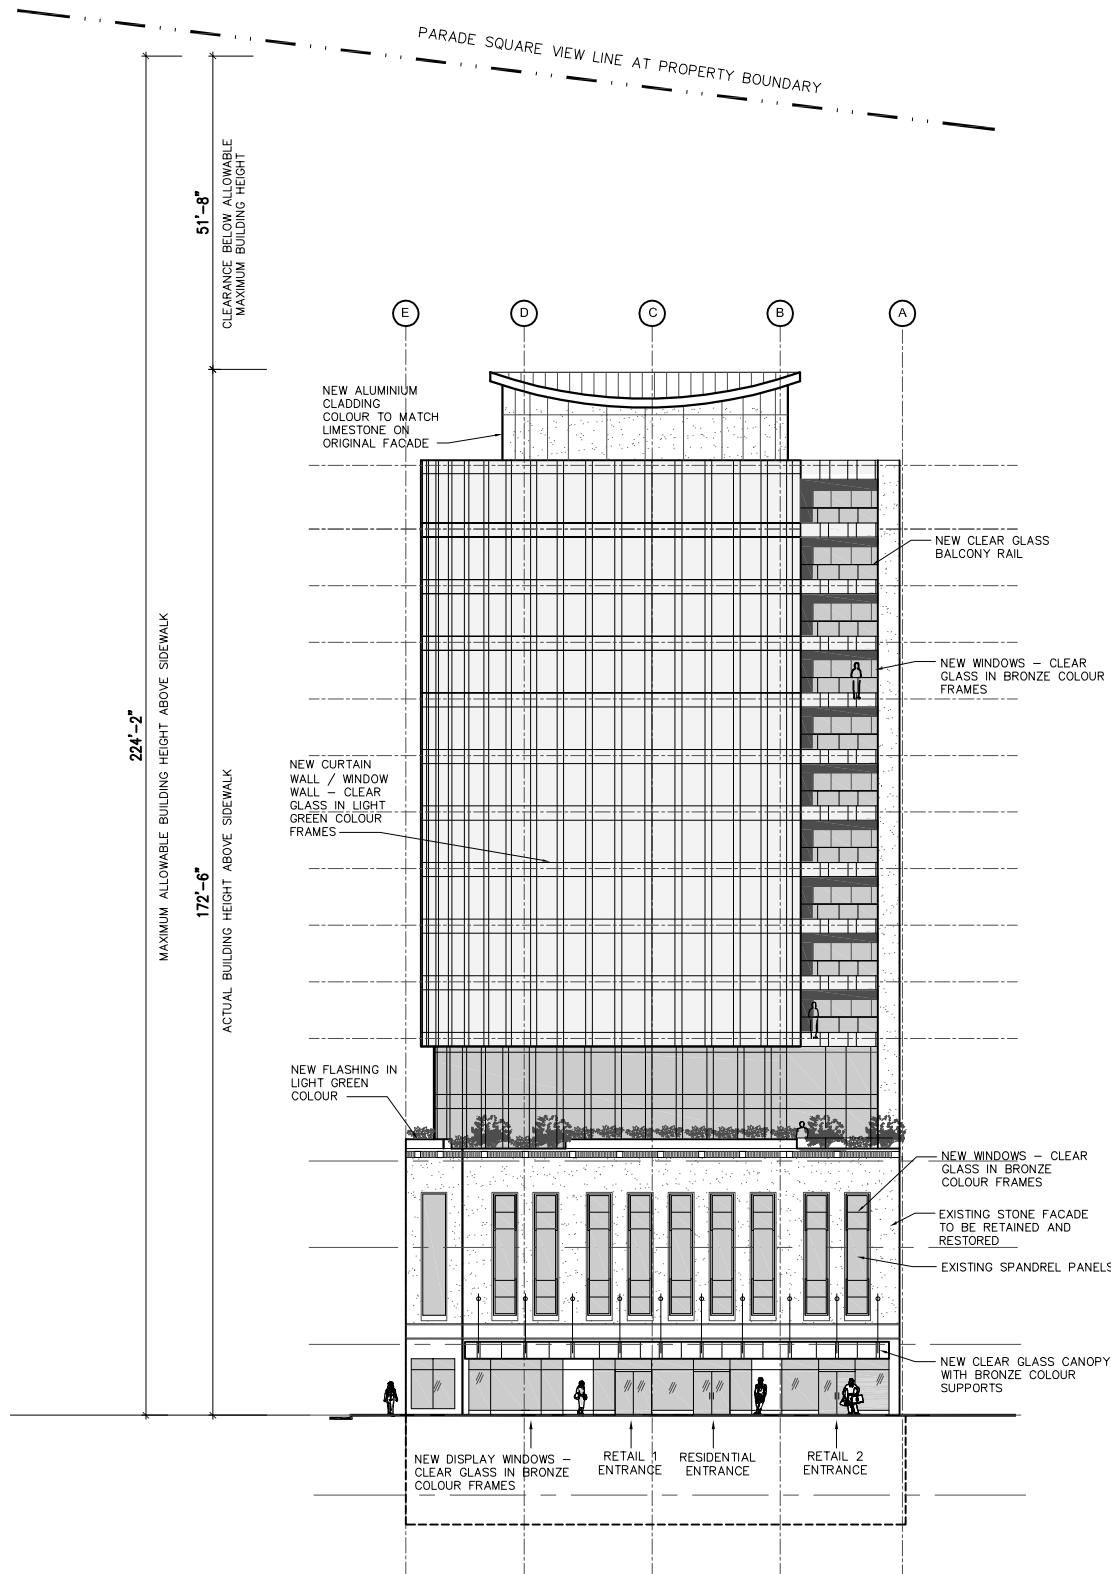 PARADE SQUARE VIEW LINE AT PROPERTY BOUNDARY
51'-8"
CLEARANCE BELOW ALLOWABLE
MAXIMUM BUILDING HEIGHT
E
D
C
B
A
NEW ALUMINIUM
CLADDING
COLOUR TO MATCH
LIMESTONE ON
ORIGINAL FACADE
NEW CLEAR GLASS
BALCONY RAIL
224'-2"
MAXIMUM ALLOWABLE BUILDING HEIGHT ABOVE SIDEWALK
172'-6"
ACTUAL BUILDING HEIGHT ABOVE SIDEWALK
NEW WINDOWS – CLEAR
GLASS IN BRONZE COLOUR
FRAMES
NEW CURTAIN
WALL / WINDOW
WALL – CLEAR
GLASS IN LIGHT
GREEN COLOUR
FRAMES
NEW FLASHING IN
LIGHT GREEN
COLOUR
NEW WINDOWS – CLEAR
GLASS IN BRONZE
COLOUR FRAMES
EXISTING STONE FACADE
TO BE RETAINED AND
RESTORED
EXISTING SPANDREL PANELS
NEW CLEAR GLASS CANOPY
WITH BRONZE COLOUR
SUPPORTS
NEW DISPLAY WINDOWS –
CLEAR GLASS IN BRONZE
COLOUR FRAMES
RETAIL 1
ENTRANCE
RESIDENTIAL
ENTRANCE
RETAIL 2
ENTRANCE